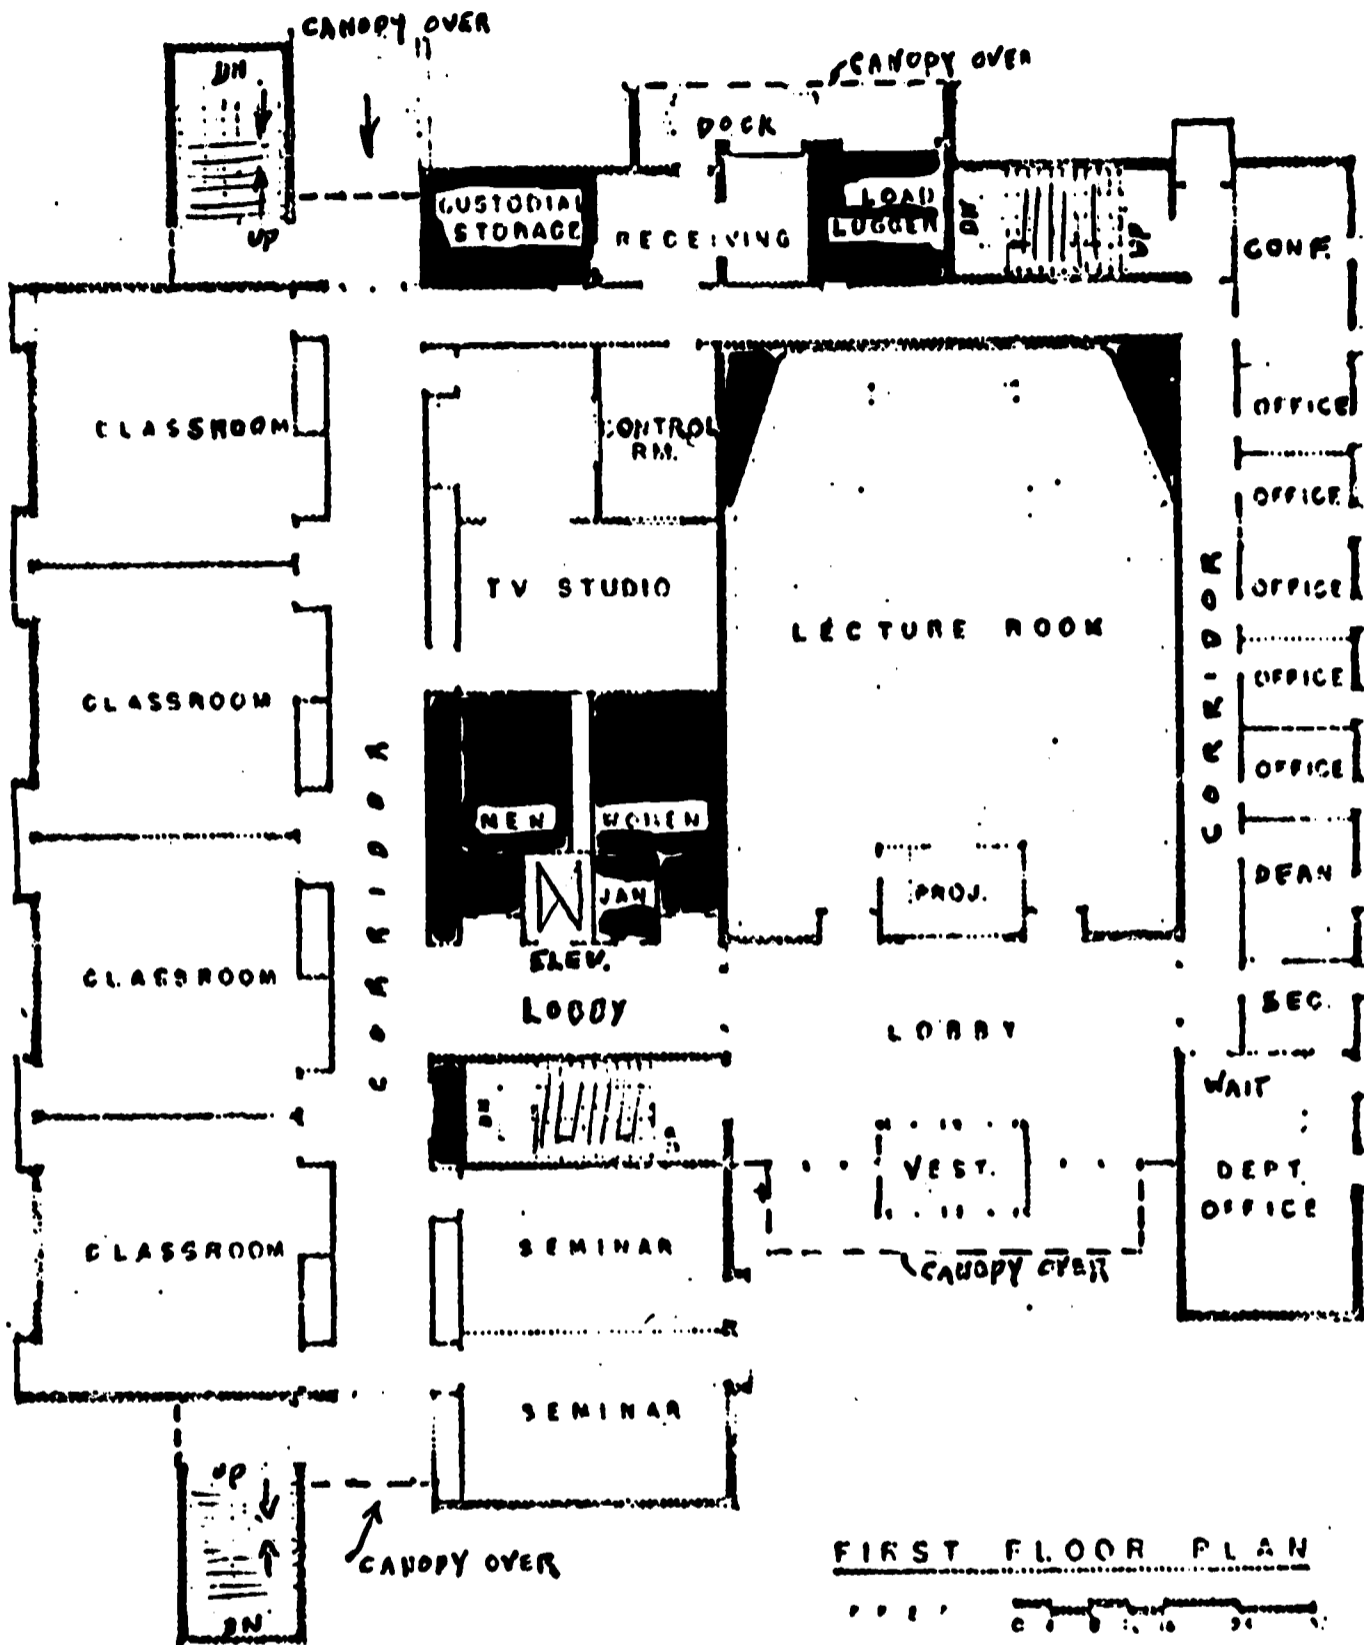 CANOPY OVER
CANOPY OVER
DN
DOCK
UP
CUSTODIAL
STORAGE
RECEIVING
LOAD
LUGGER
DN
UP
CONF.
CLASSROOM
CONTROL
RM.
OFFICE
OFFICE
TV STUDIO
LECTURE ROOM
CORRIDOR
OFFICE
OFFICE
CLASSROOM
OFFICE
CORRIDOR
MEN
WOMEN
JAN
PROJ.
DEAN
ELEV.
CLASSROOM
LOBBY
LOBBY
SEC.
WAIT
DN
VEST.
DEPT.
OFFICE
CLASSROOM
SEMINAR
CANOPY OVER
SEMINAR
UP
CANOPY OVER
DN
FIRST FLOOR PLAN